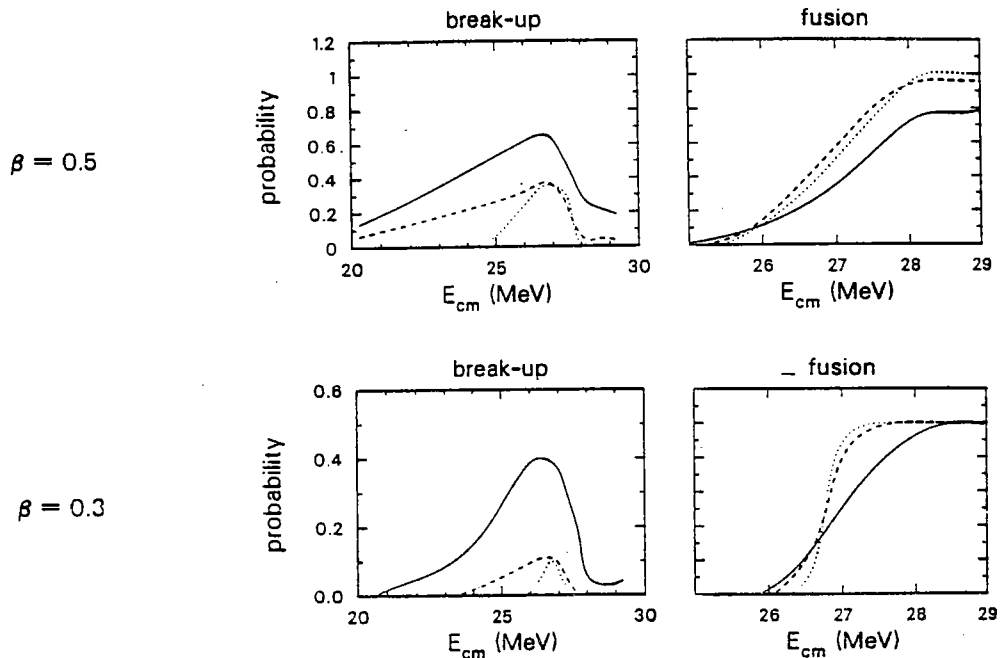 break-up
fusion
1.2
1
0.8
0.6
0.4
0.2
0
probability
β = 0.5
20
25
30
26
27
28
29
E_cm (MeV)
E_cm (MeV)
break-up
fusion
0.6
0.4
0.2
0.0
probability
β = 0.3
20
25
30
26
27
28
29
E_cm (MeV)
E_cm (MeV)